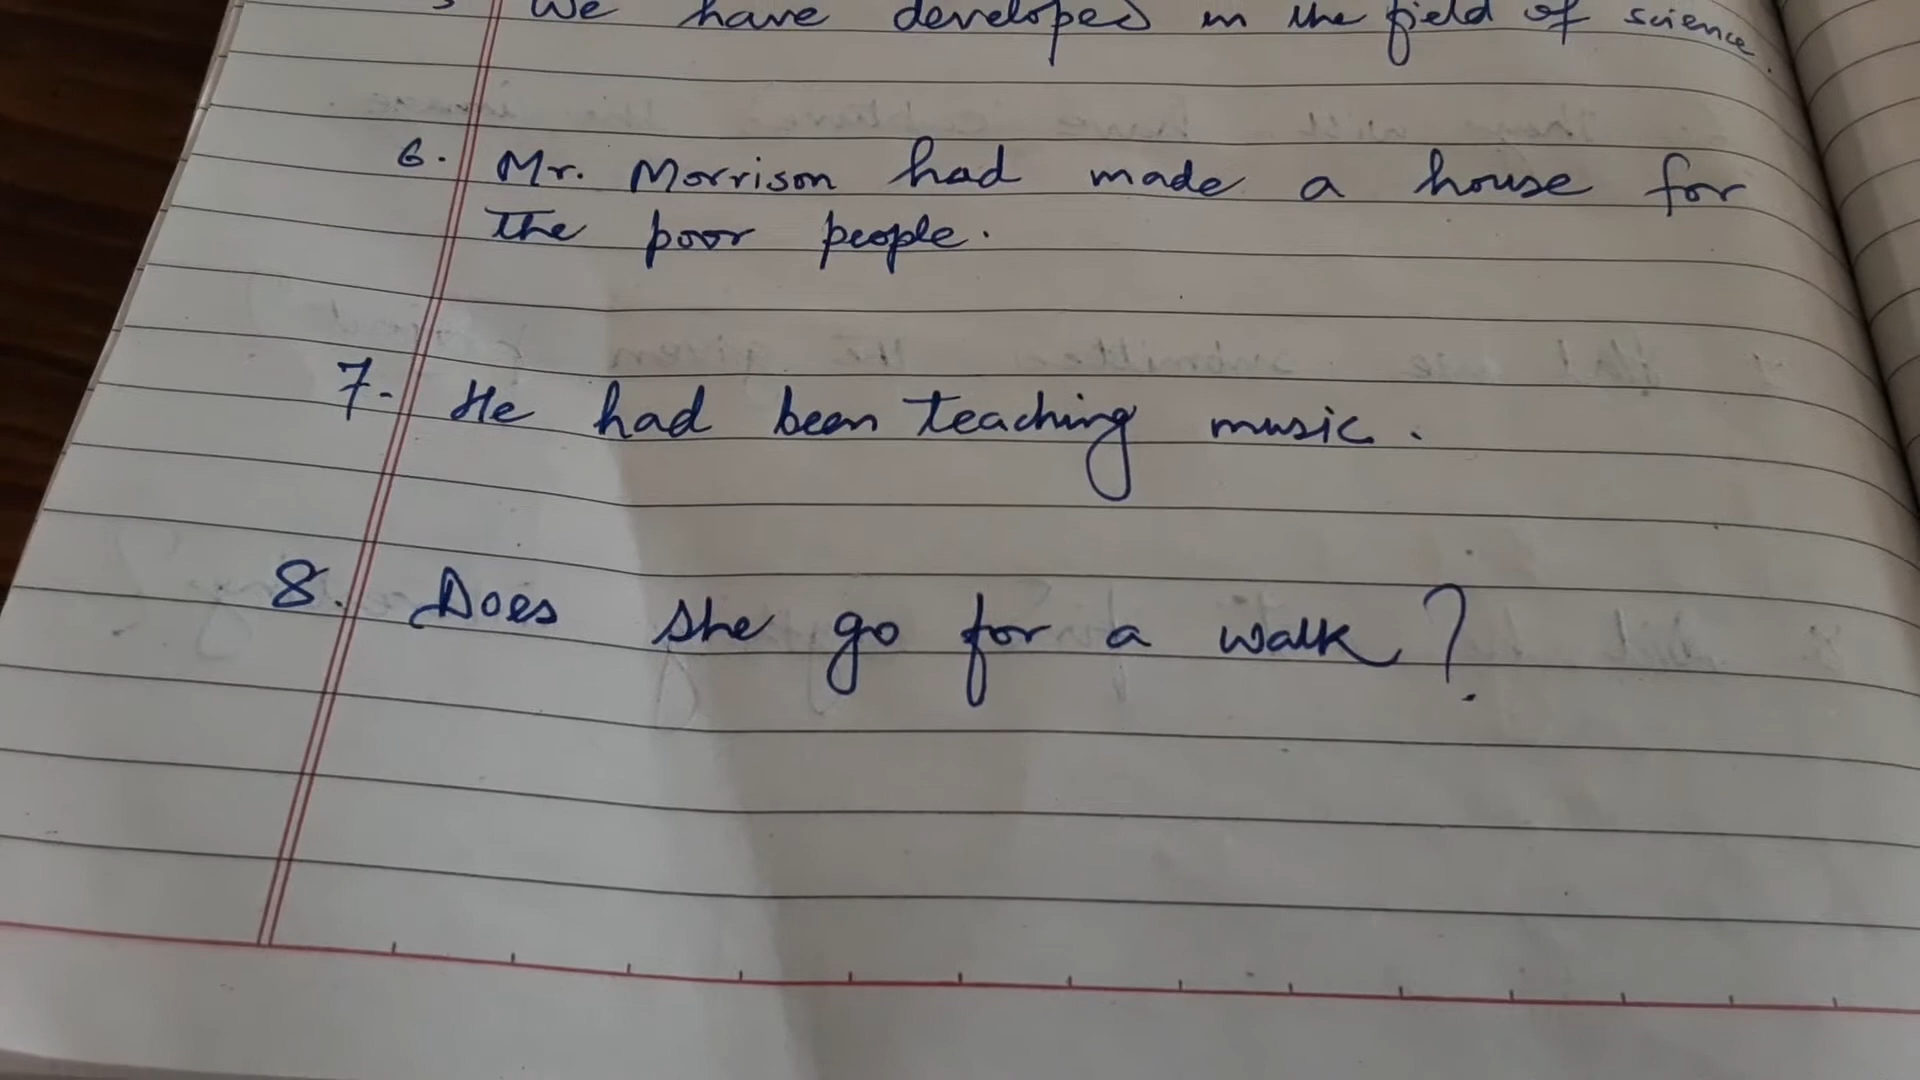 We have developed in the field of science.
6. Mr. Morrison had made a house for
the poor people.
7. He had been teaching music.
8. Does she go for a walk?